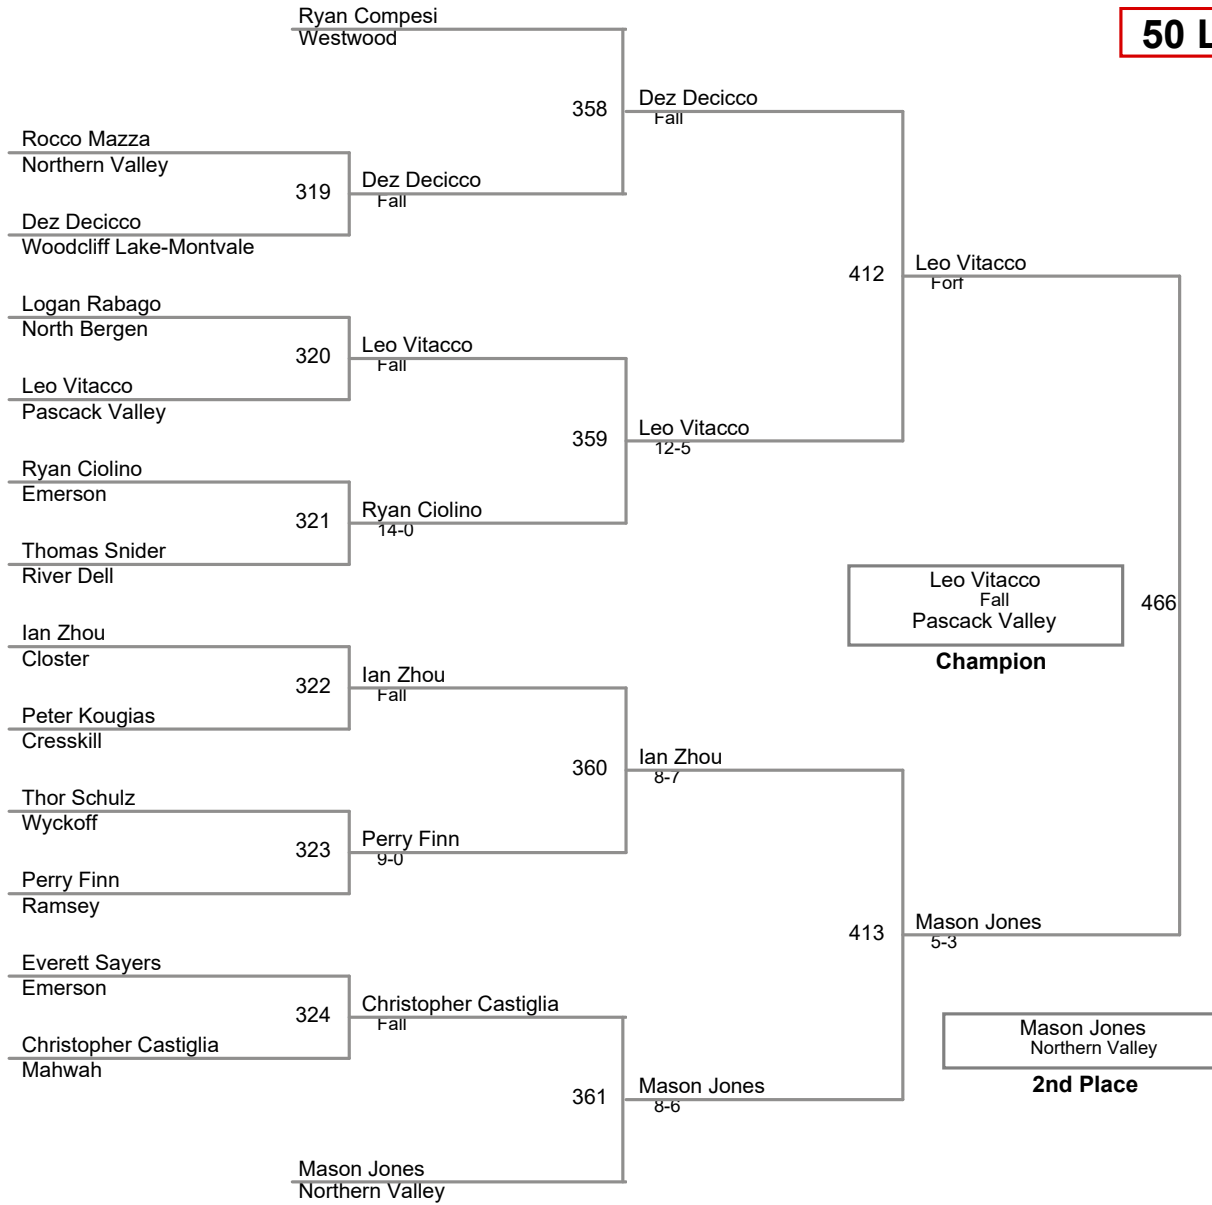 Ryan Compesi
Westwood
50 L
358
Dez Decicco
Fall
Rocco Mazza
Northern Valley
319
Dez Decicco
Fall
Dez Decicco
Woodcliff Lake-Montvale
412
Leo Vitacco
Forf
Logan Rabago
North Bergen
320
Leo Vitacco
Fall
Leo Vitacco
Pascack Valley
359
Leo Vitacco
12-5
Ryan Ciolino
Emerson
321
Ryan Ciolino
14-0
Thomas Snider
River Dell
Leo Vitacco
Fall
Pascack Valley
466
Champion
Ian Zhou
Closter
322
Ian Zhou
Fall
Peter Kougias
Cresskill
360
Ian Zhou
8-7
Thor Schulz
Wyckoff
323
Perry Finn
9-0
Perry Finn
Ramsey
413
Mason Jones
5-3
Everett Sayers
Emerson
324
Christopher Castiglia
Fall
Christopher Castiglia
Mahwah
Mason Jones
Northern Valley
2nd Place
361
Mason Jones
8-6
Mason Jones
Northern Valley